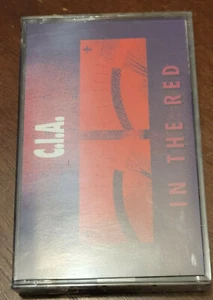 C.I.A.
IN THE RED